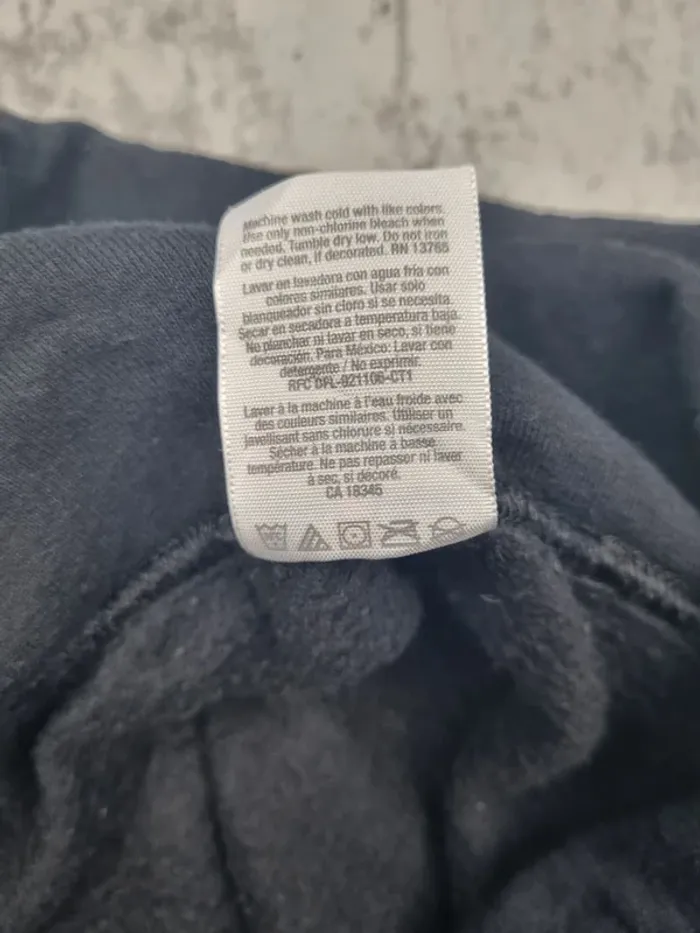 Machine wash cold with like colors.
Use only non-chlorine bleach when
needed. Tumble dry low. Do not iron
or dry clean, if decorated. RN 13765
Lavar en lavadora con agua fría con
colores similares. Usar solo
blanqueador sin cloro si se necesita.
Secar en secadora a temperatura baja.
No planchar ni lavar en seco, si tiene
decoración. Para México: Lavar con
detergente / No exprimir.
RFC DFL-921106-CT1
Laver à la machine à l'eau froide avec
des couleurs similaires. Utiliser un
javellisant sans chlorure si nécessaire.
Sécher à la machine à basse
température. Ne pas repasser ni laver
à sec, si décoré.
CA 18345